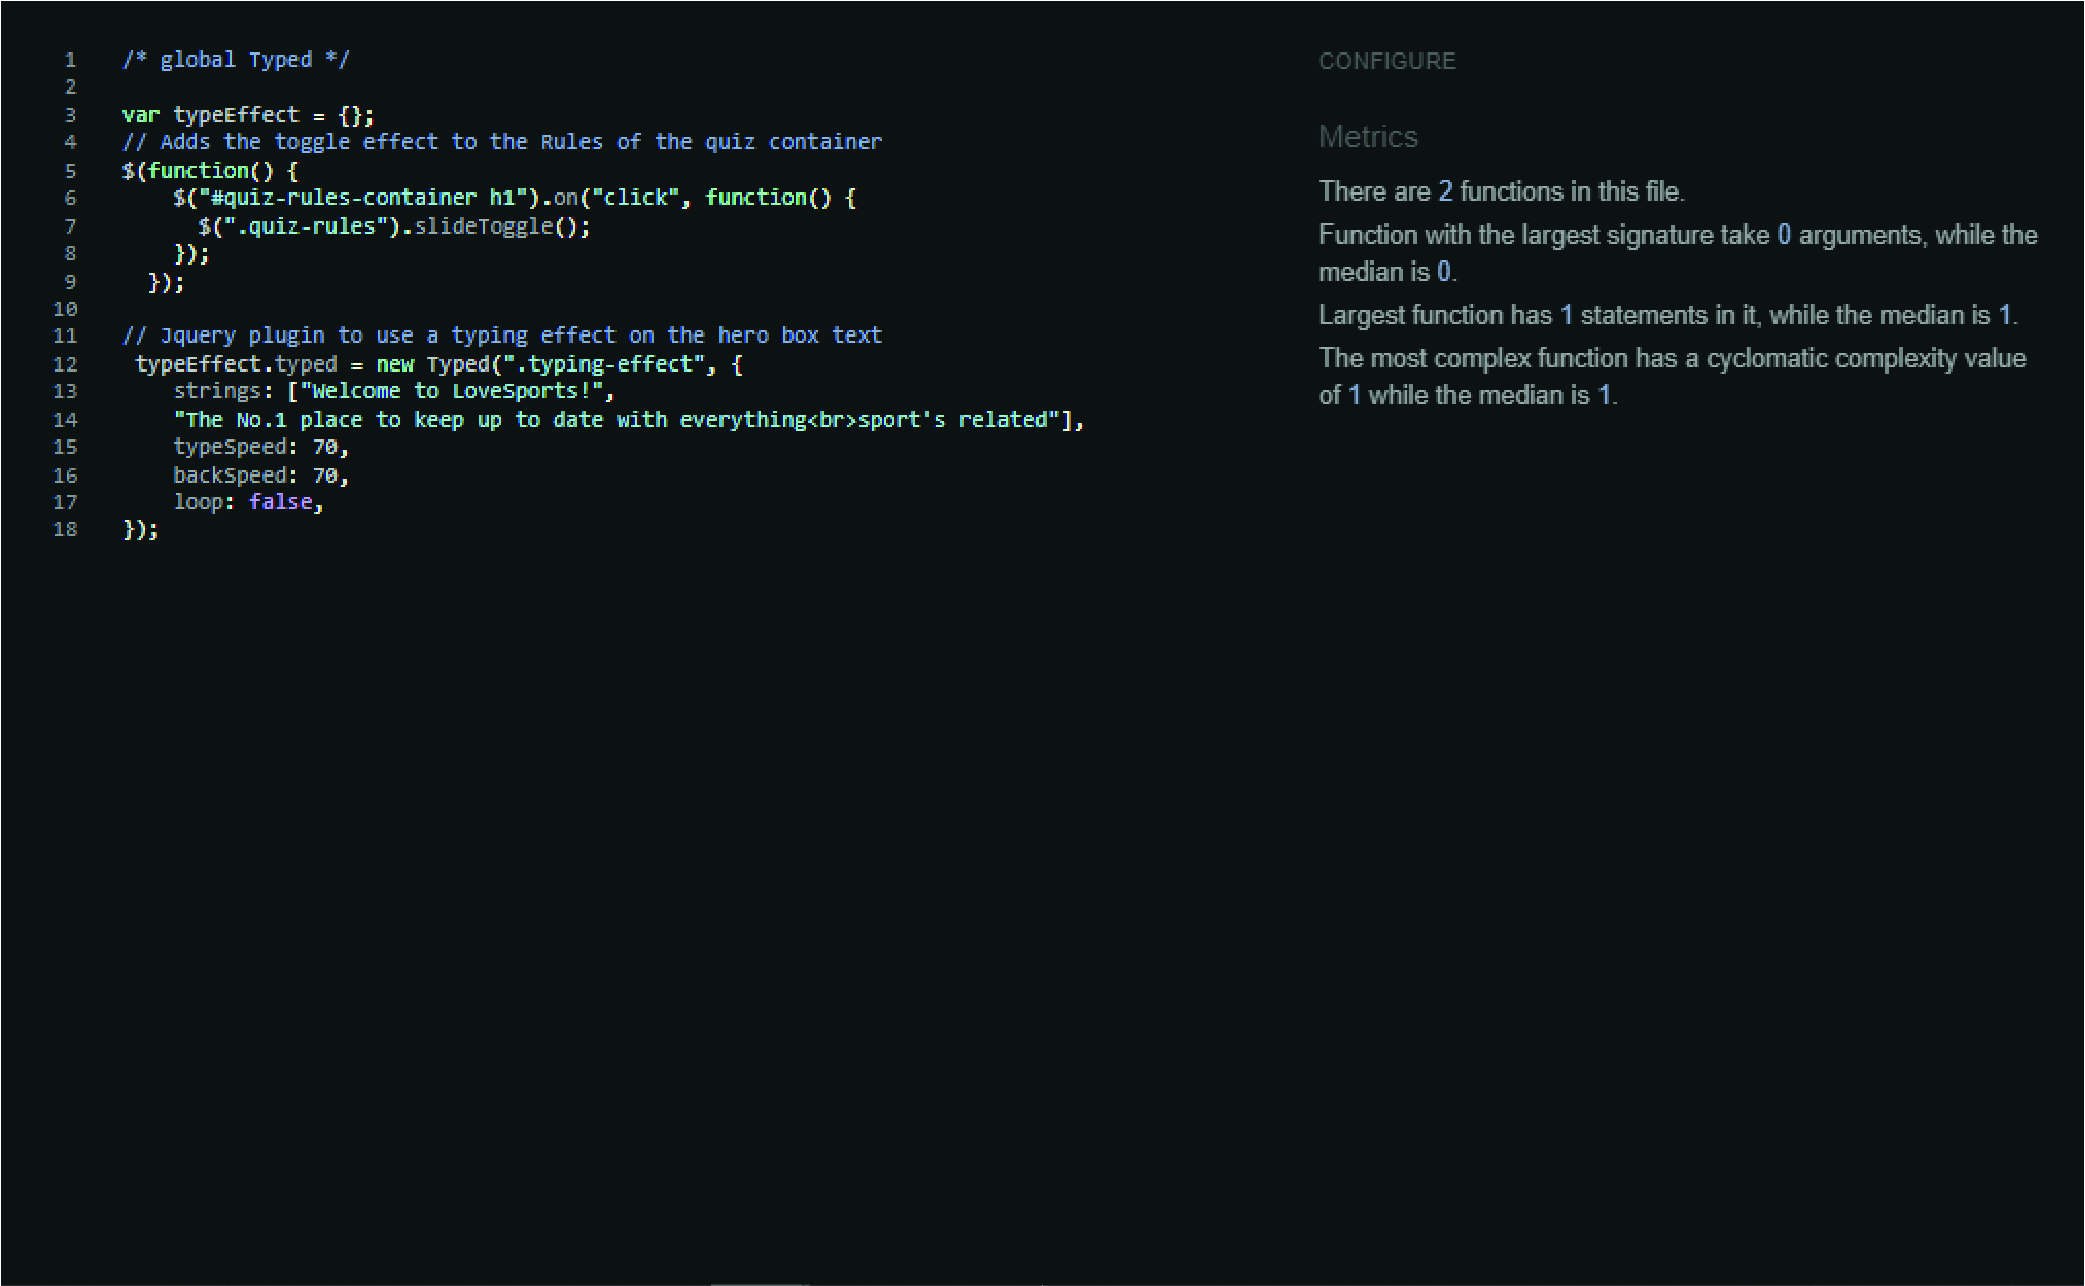 1 /* global Typed */
2
3 var typeEffect = {};
4 // Adds the toggle effect to the Rules of the quiz container
5 $(function() {
6 $("#quiz-rules-container h1").on("click", function() {
7 $(".quiz-rules").slideToggle();
8 });
9 });
10
11 // Jquery plugin to use a typing effect on the hero box text
12 typeEffect.typed = new Typed(".typing-effect", {
13 strings: ["Welcome to LoveSports!",
14 "The No.1 place to keep up to date with everything<br>sport's related"],
15 typeSpeed: 70,
16 backSpeed: 70,
17 loop: false,
18 });
CONFIGURE
Metrics
There are 2 functions in this file.
Function with the largest signature take 0 arguments, while the
median is 0.
Largest function has 1 statements in it, while the median is 1.
The most complex function has a cyclomatic complexity value
of 1 while the median is 1.